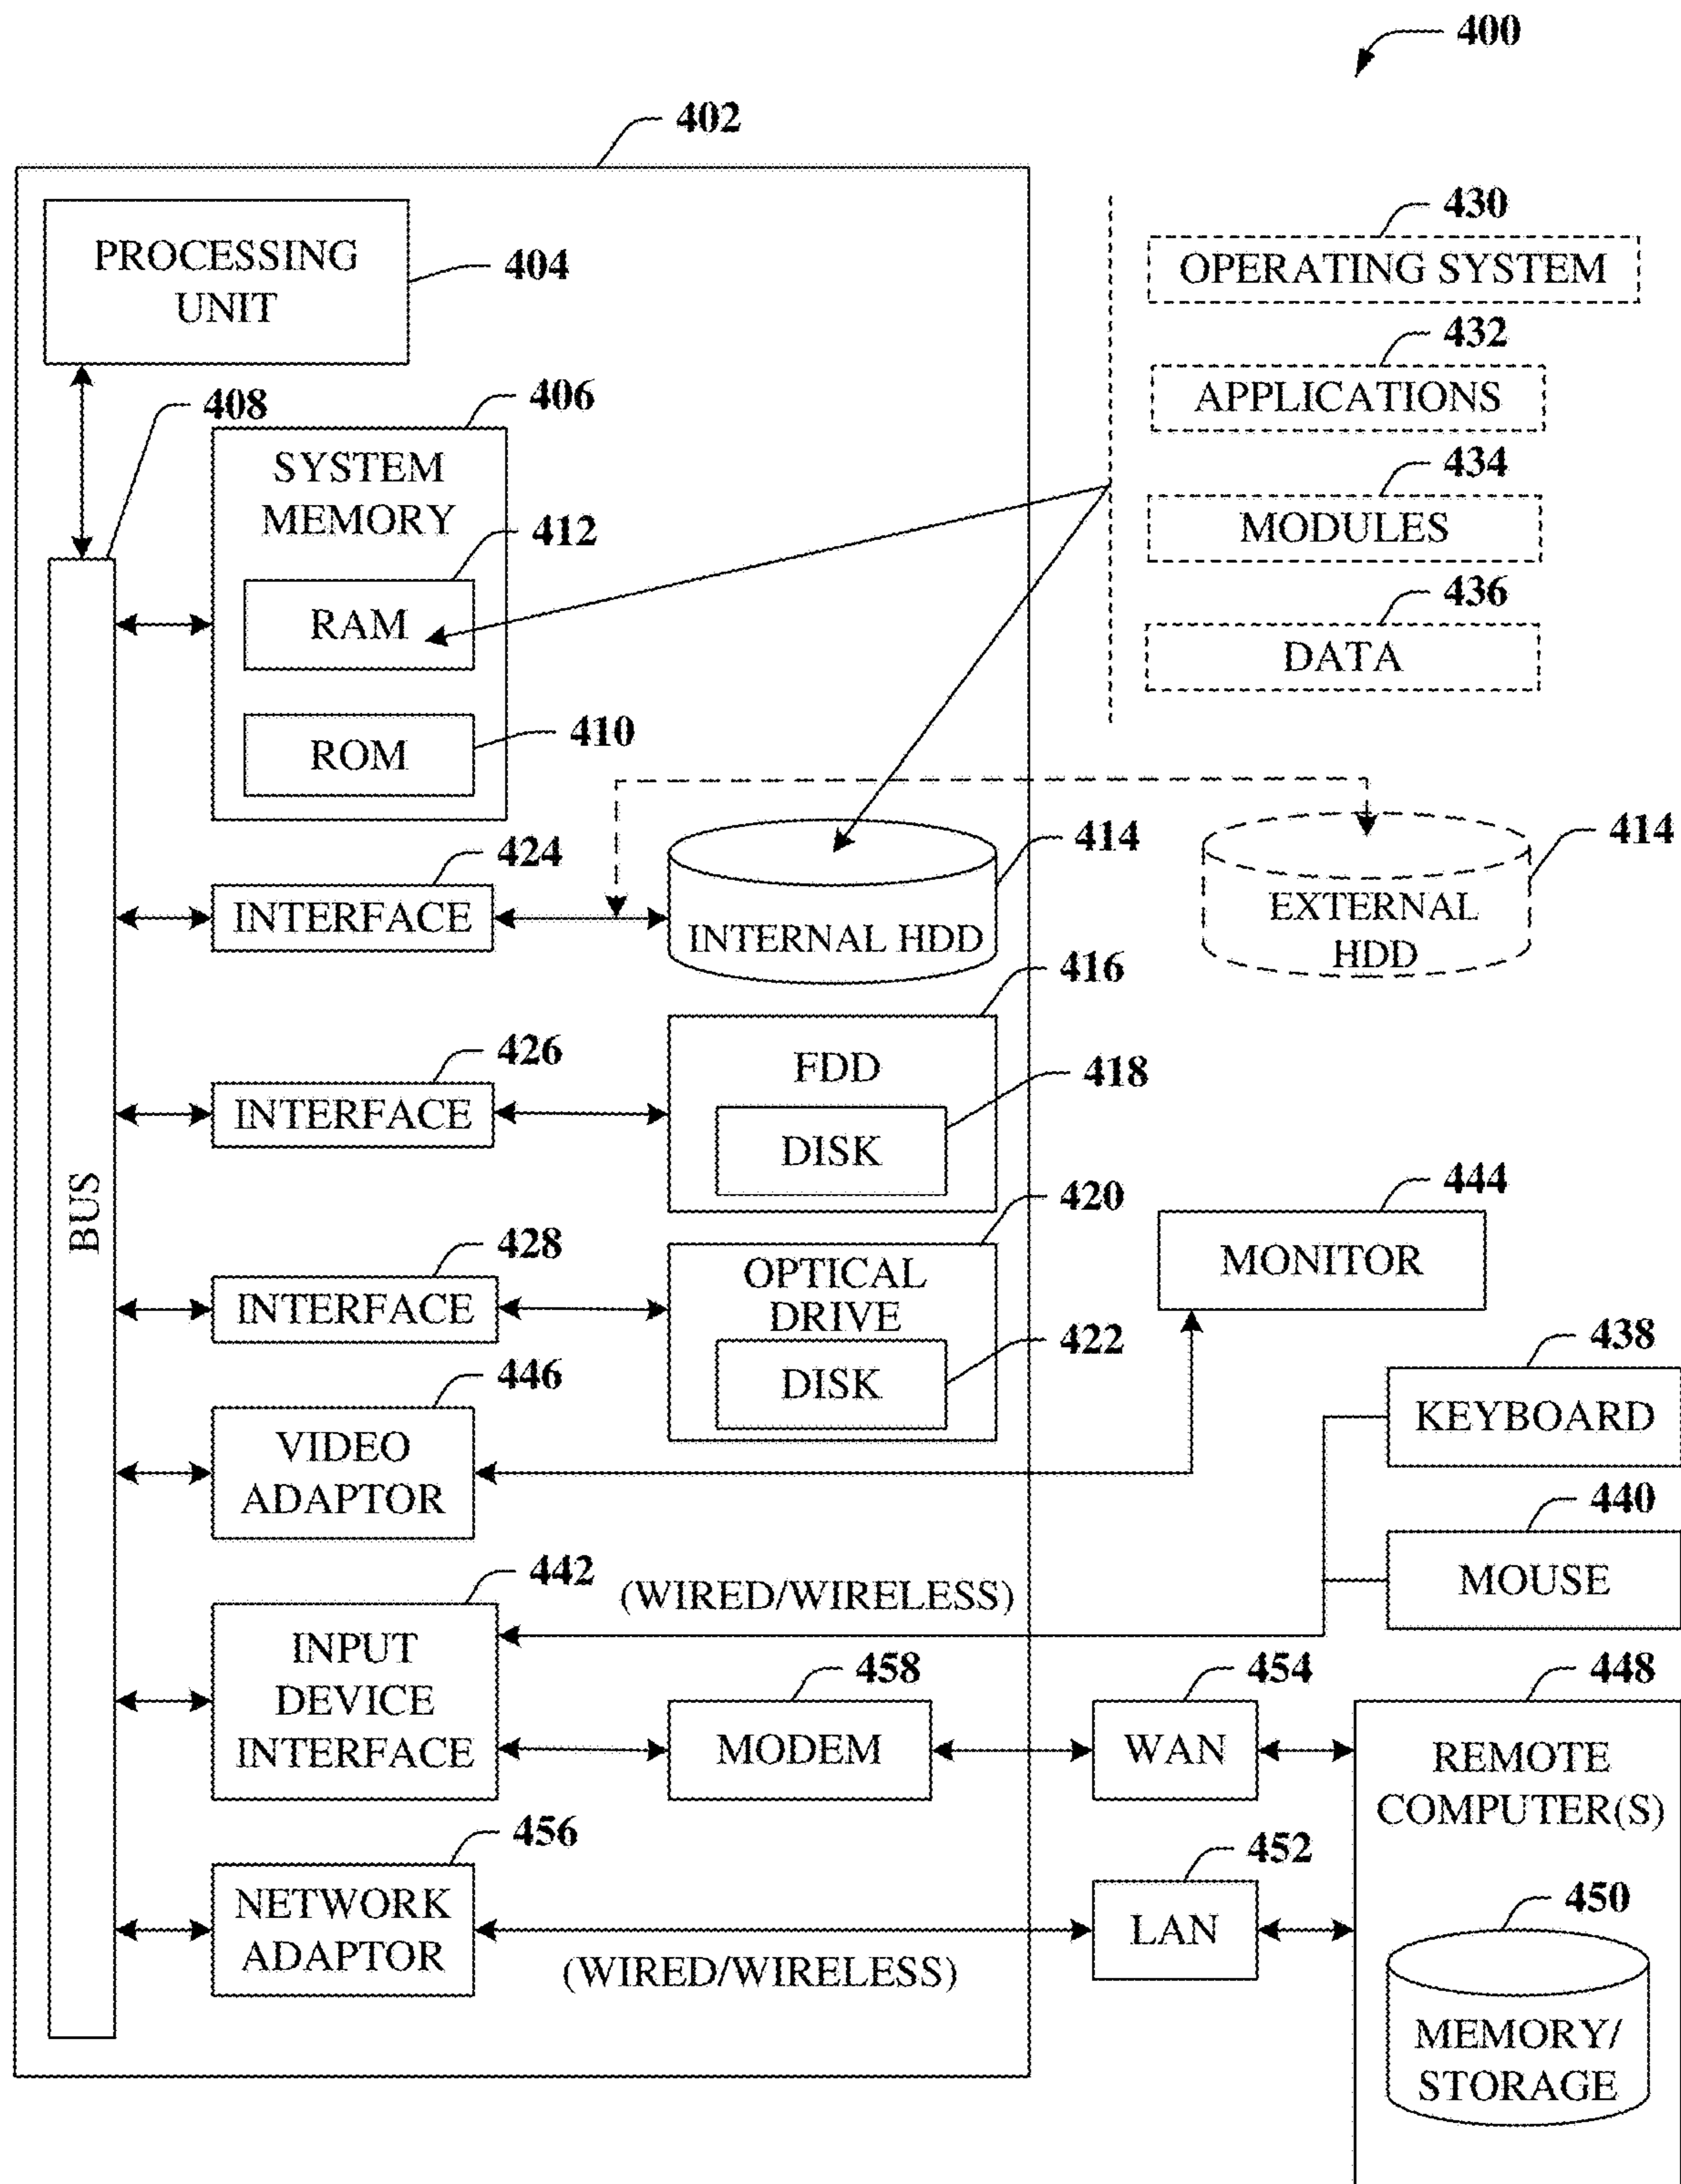 400
402
PROCESSING
UNIT
404
408
406
SYSTEM
MEMORY
412
RAM
ROM
410
430
OPERATING SYSTEM
432
APPLICATIONS
434
MODULES
436
DATA
424
INTERFACE
INTERNAL HDD
414
EXTERNAL
HDD
414
426
INTERFACE
416
FDD
418
DISK
BUS
428
INTERFACE
420
OPTICAL
DRIVE
422
DISK
444
MONITOR
446
VIDEO
ADAPTOR
438
KEYBOARD
440
MOUSE
442
(WIRED/WIRELESS)
INPUT
DEVICE
INTERFACE
458
MODEM
454
WAN
448
REMOTE
COMPUTER(S)
456
NETWORK
ADAPTOR
(WIRED/WIRELESS)
452
LAN
450
MEMORY/
STORAGE